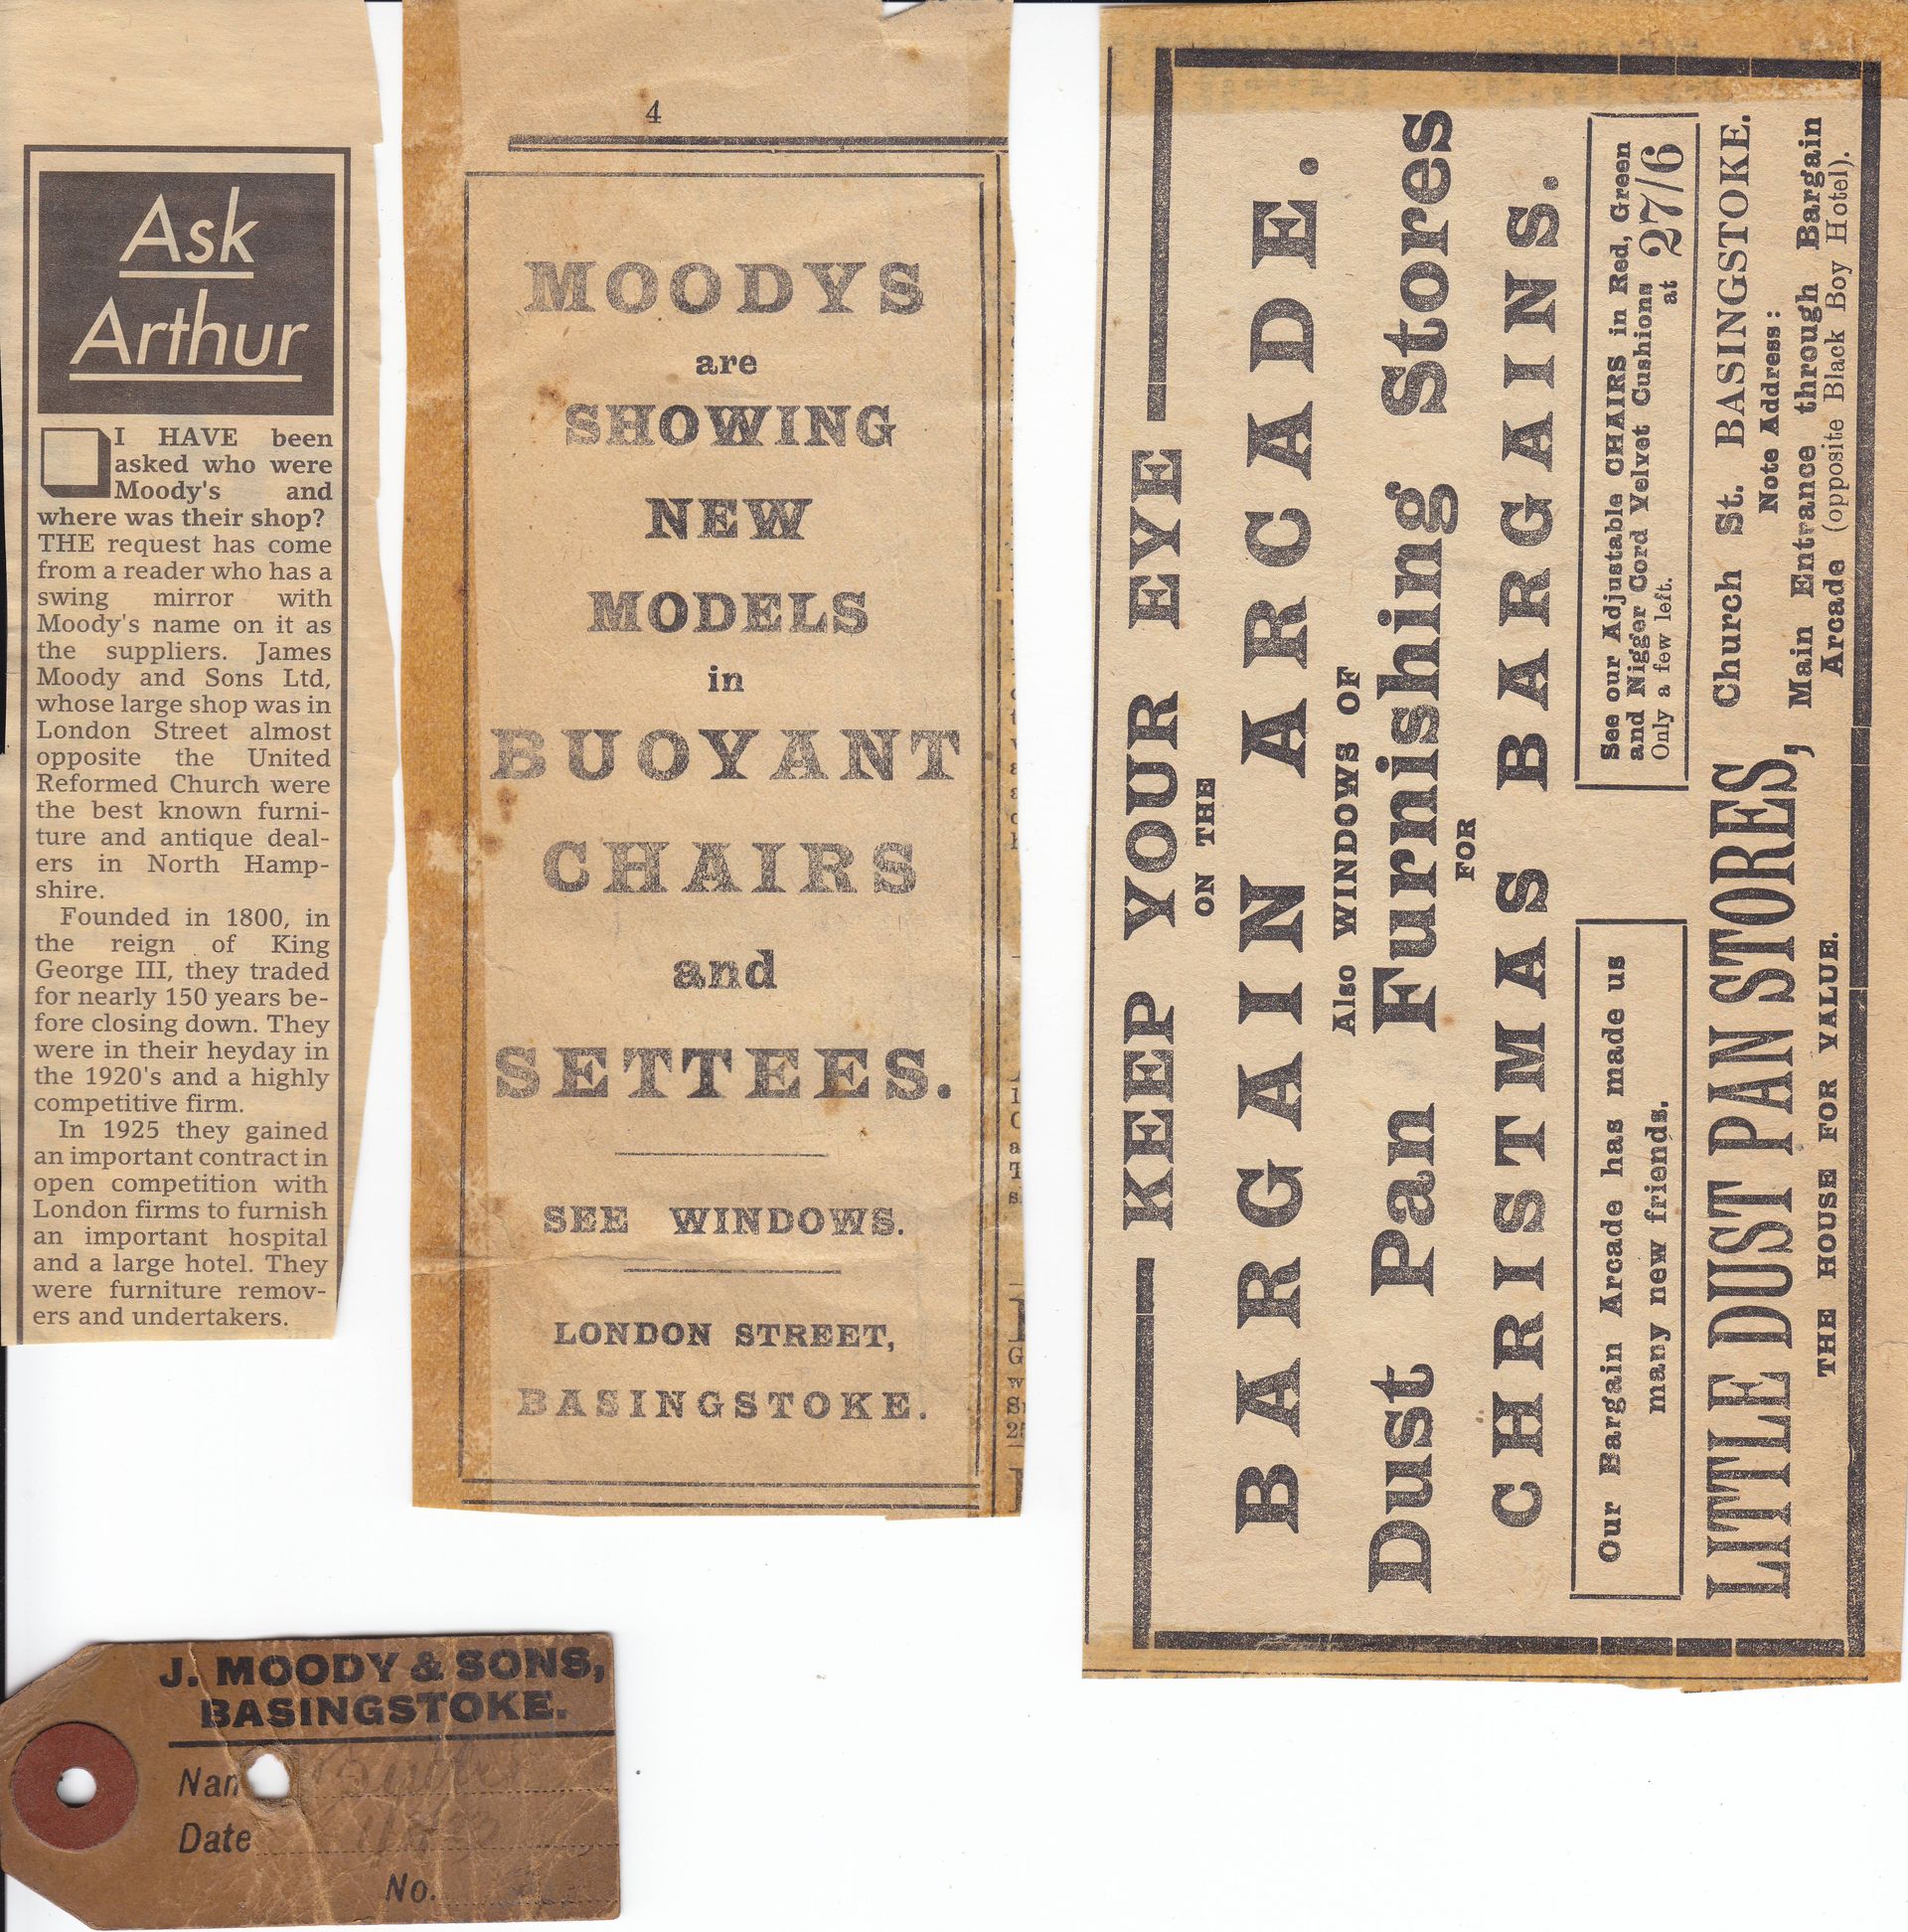 Ask
Arthur
I HAVE been
asked who were
Moody's and
where was their shop?
THE request has come
from a reader who has a
swing mirror with
Moody's name on it as
the suppliers. James
Moody and Sons Ltd,
whose large shop was in
London Street almost
opposite the United
Reformed Church were
the best known furni-
ture and antique deal-
ers in North Hamp-
shire.
Founded in 1800, in
the reign of King
George III, they traded
for nearly 150 years be-
fore closing down. They
were in their heyday in
the 1920's and a highly
competitive firm.
In 1925 they gained
an important contract in
open competition with
London firms to furnish
an important hospital
and a large hotel. They
were furniture remov-
ers and undertakers.
4
MOODYS
are
SHOWING
NEW
MODELS
in
BUOYANT
CHAIRS
and
SETTEES.
SEE WINDOWS.
LONDON STREET,
BASINGSTOKE.
KEEP YOUR EYE
ON THE
BARGAIN ARCADE.
Also WINDOWS OF
Dust Pan Furnishing Stores
FOR
CHRISTMAS BARGAINS.
Our Bargain Arcade has made us
many new friends.
See our Adjustable CHAIRS in Red, Green
and Nigger Cord Velvet Cushions
Only a few left. at 27/6
LITTLE DUST PAN STORES,
THE HOUSE FOR VALUE.
Church St. BASINGSTOKE.
Note Address:
Main Entrance through Bargain
Arcade (opposite Black Boy Hotel).
J. MOODY & SONS,
BASINGSTOKE.
Nam
Date
No.